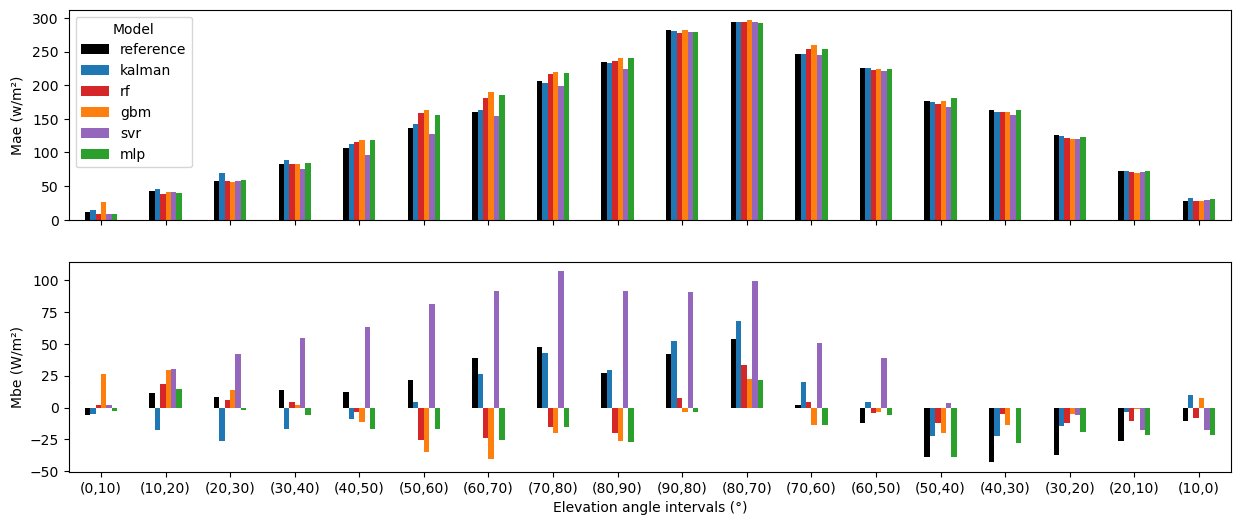 300
250
200
150
100
50
0
Mae (w/m²)
Model
reference
kalman
rf
gbm
svr
mlp
100
75
50
25
0
−25
−50
Mbe (W/m²)
(0,10) (10,20) (20,30) (30,40) (40,50) (50,60) (60,70) (70,80) (80,90) (90,80) (80,70) (70,60) (60,50) (50,40) (40,30) (30,20) (20,10) (10,0)
Elevation angle intervals (°)